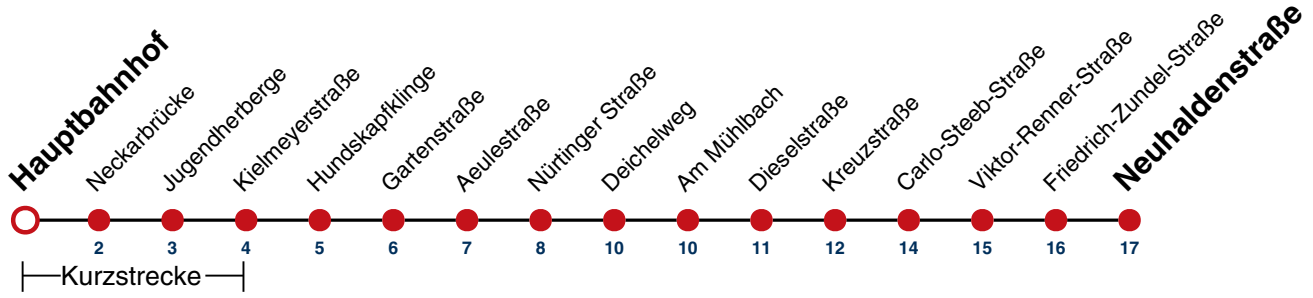 Hauptbahnhof
Neckarbrücke
Jugendherberge
Kielmeyerstraße
Hundskapfklinge
Gartenstraße
Aeulestraße
Nürtinger Straße
Deichelweg
Am Mühlbach
Dieselstraße
Kreuzstraße
Carlo-Steeb-Straße
Viktor-Renner-Straße
Friedrich-Zundel-Straße
Neuhaldenstraße
2 3 4 5 6 7 8 10 10 11 12 14 15 16 17
Kurzstrecke